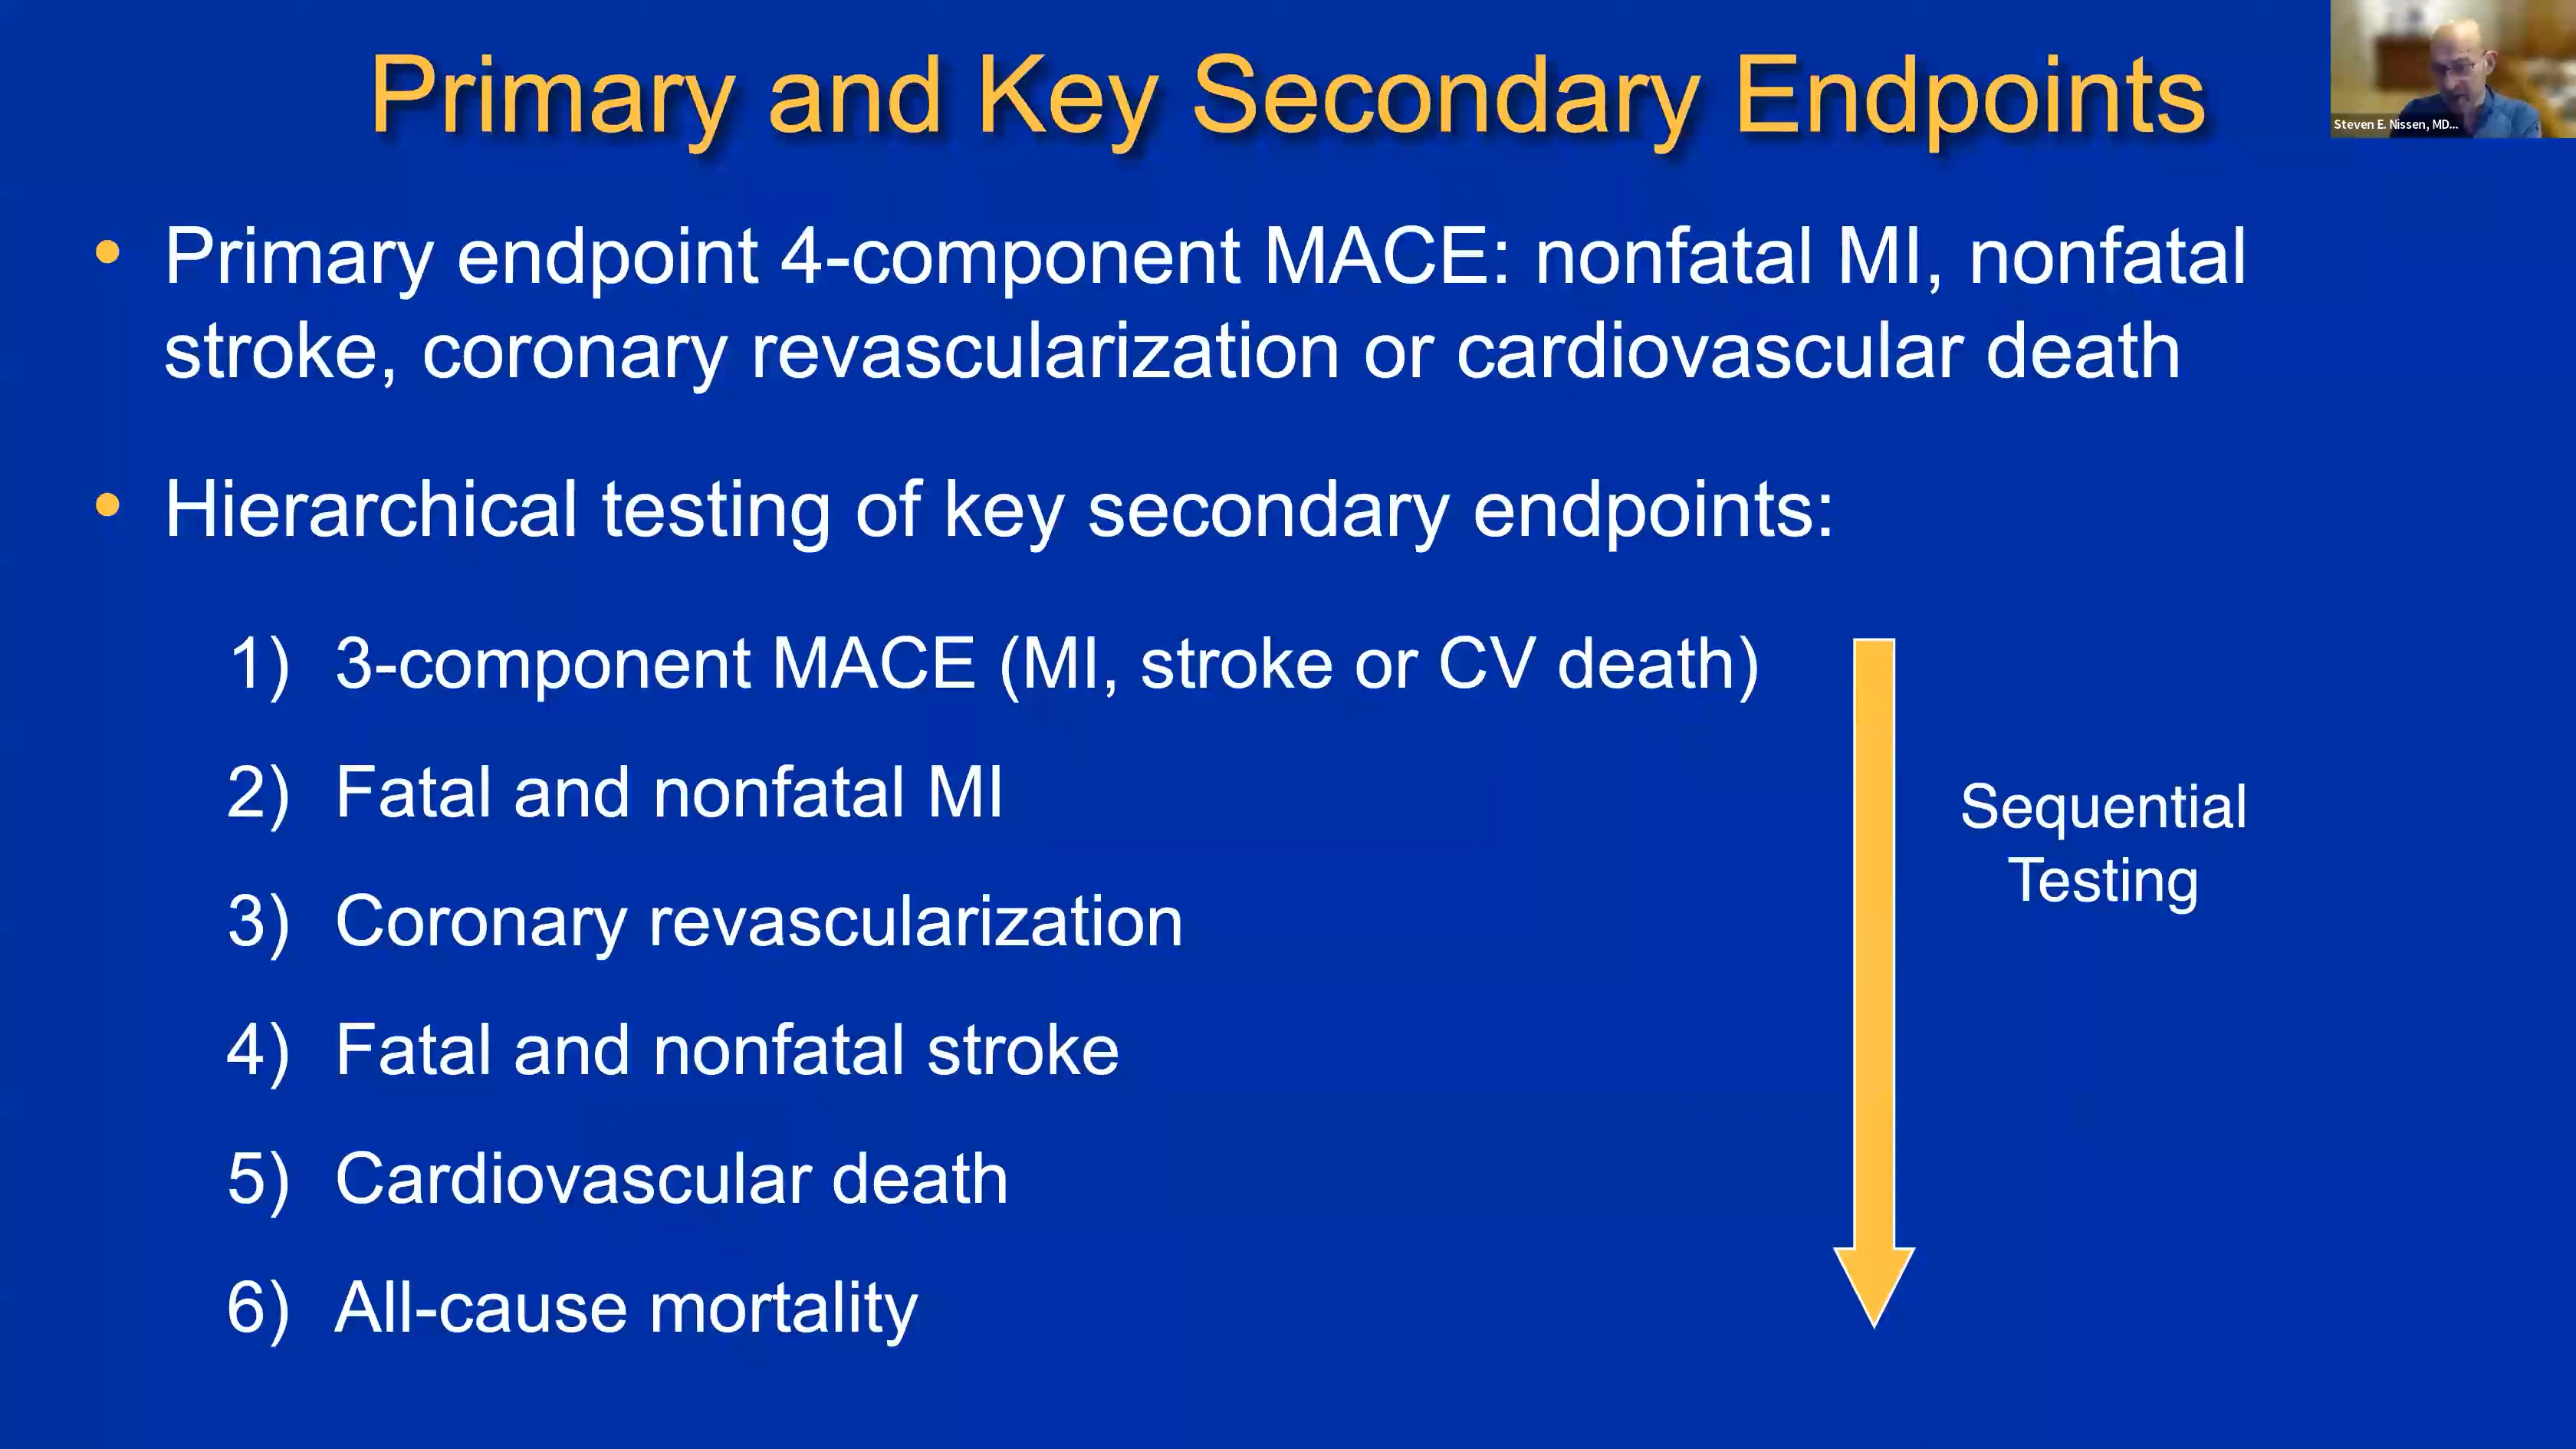 Primary and Key Secondary Endpoints
Steven E. Nissen, MD...
• Primary endpoint 4-component MACE: nonfatal MI, nonfatal
stroke, coronary revascularization or cardiovascular death
• Hierarchical testing of key secondary endpoints:
1) 3-component MACE (MI, stroke or CV death)
2) Fatal and nonfatal MI
3) Coronary revascularization
4) Fatal and nonfatal stroke
5) Cardiovascular death
6) All-cause mortality
Sequential
Testing